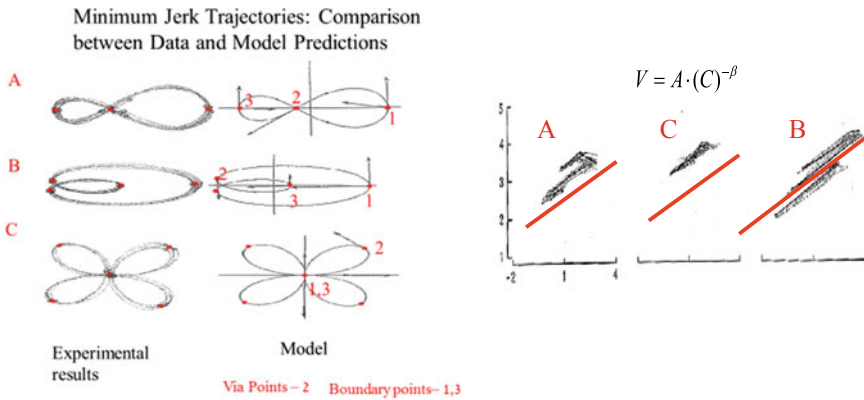 Minimum Jerk Trajectories: Comparison
between Data and Model Predictions
A
3
2
1
B
2
3
1
C
2
1,3
Experimental
results
Model
Via Points – 2
Boundary points– 1,3
V = A·(C)^{-β}
5
4
3
2
1
A
C
B
-2
1
4